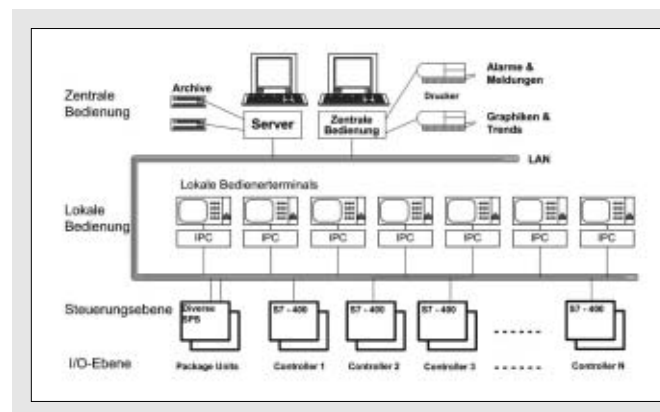 Zentrale
Bedienung
Archive
Server
Zentrale
Bedienung
Drucker
Alarme &
Meldungen
Graphiken &
Trends
LAN
Lokale
Bedienung
Lokale Bedienerterminals
IPC
IPC
IPC
IPC
IPC
IPC
IPC
Steuerungsebene
Diverse
SPS
S7 - 400
S7 - 400
S7 - 400
S7 - 400
I/O-Ebene
Package Units
Controller 1
Controller 2
Controller 3
Controller N